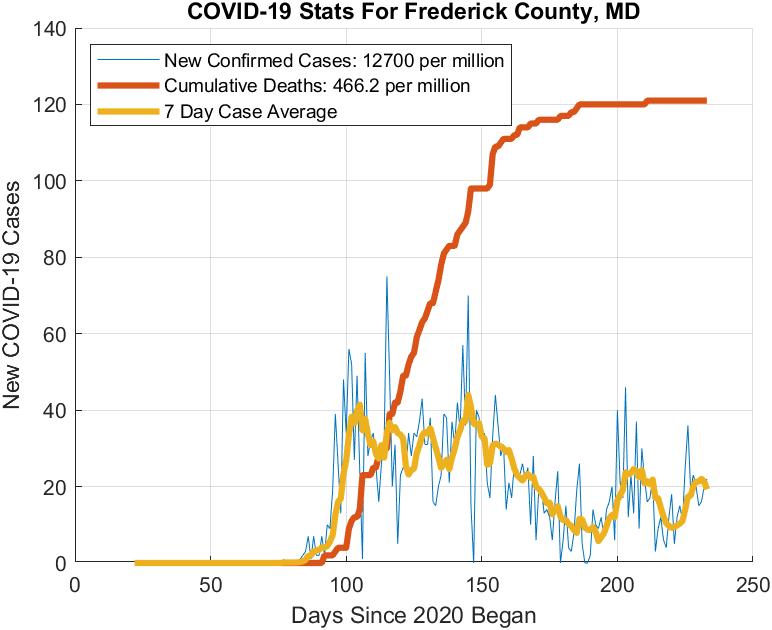 COVID-19 Stats For Frederick County, MD
140
120
100
80
60
40
20
0
New COVID-19 Cases
New Confirmed Cases: 12700 per million
Cumulative Deaths: 466.2 per million
7 Day Case Average
0 50 100 150 200 250
Days Since 2020 Began